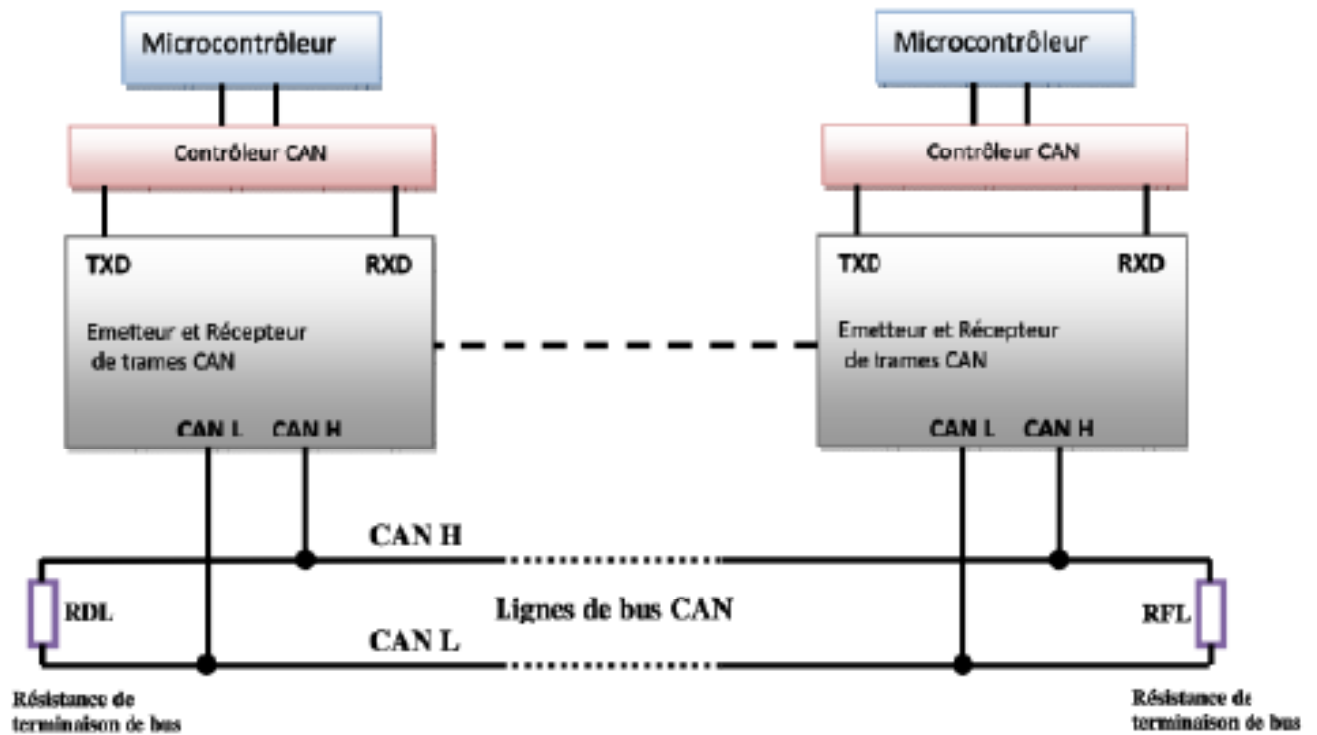 Microcontrôleur
Microcontrôleur
Contrôleur CAN
Contrôleur CAN
TXD RXD
TXD RXD
Emetteur et Récepteur
de trames CAN
Emetteur et Récepteur
de trames CAN
CAN L CAN H
CAN L CAN H
CAN H
Lignes de bus CAN
RDL
RFL
CAN L
Résistance de
terminaison de bus
Résistance de
terminaison de bus